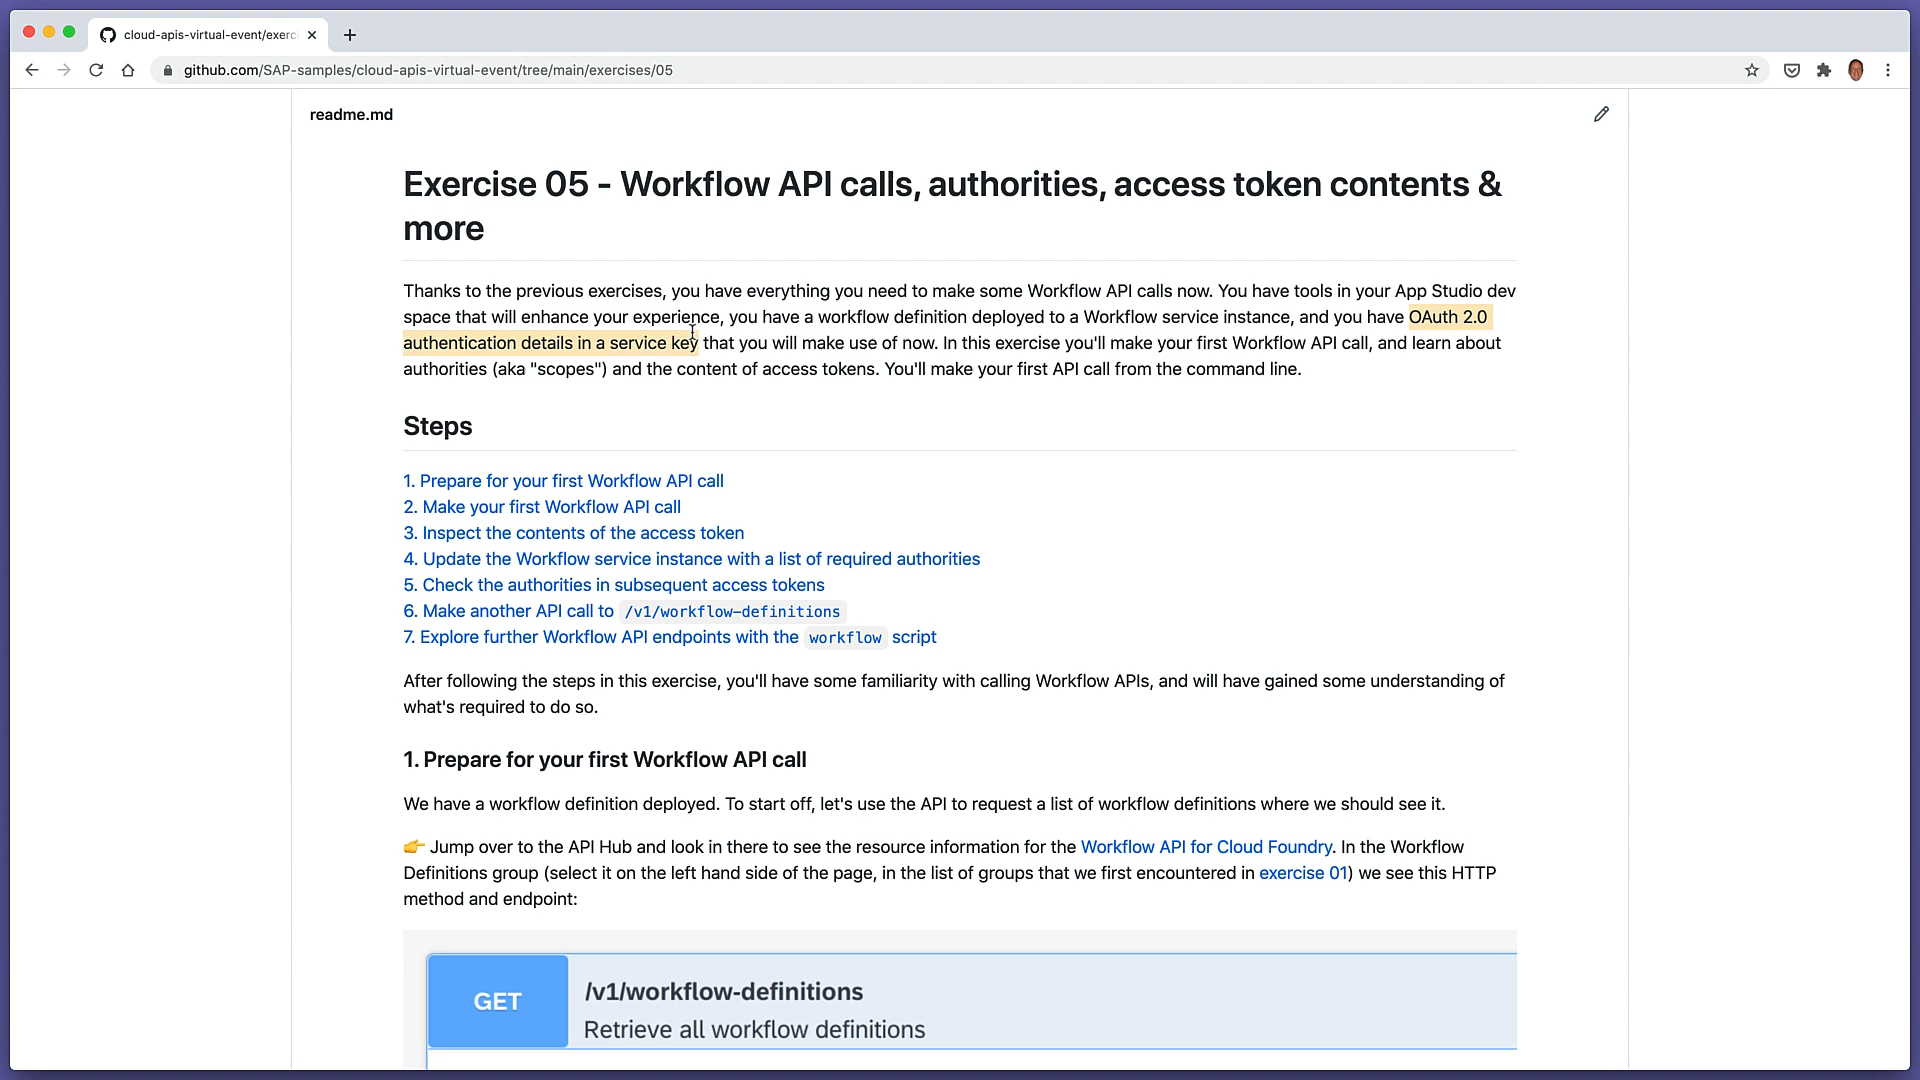 cloud-apis-virtual-event/exerc
github.com/SAP-samples/cloud-apis-virtual-event/tree/main/exercises/05
readme.md
Exercise 05 - Workflow API calls, authorities, access token contents &
more
Thanks to the previous exercises, you have everything you need to make some Workflow API calls now. You have tools in your App Studio dev
space that will enhance your experience, you have a workflow definition deployed to a Workflow service instance, and you have OAuth 2.0
authentication details in a service key that you will make use of now. In this exercise you'll make your first Workflow API call, and learn about
authorities (aka "scopes") and the content of access tokens. You'll make your first API call from the command line.
Steps
1. Prepare for your first Workflow API call
2. Make your first Workflow API call
3. Inspect the contents of the access token
4. Update the Workflow service instance with a list of required authorities
5. Check the authorities in subsequent access tokens
6. Make another API call to /v1/workflow-definitions
7. Explore further Workflow API endpoints with the workflow script
After following the steps in this exercise, you'll have some familiarity with calling Workflow APIs, and will have gained some understanding of
what's required to do so.
1. Prepare for your first Workflow API call
We have a workflow definition deployed. To start off, let's use the API to request a list of workflow definitions where we should see it.
👉 Jump over to the API Hub and look in there to see the resource information for the Workflow API for Cloud Foundry. In the Workflow
Definitions group (select it on the left hand side of the page, in the list of groups that we first encountered in exercise 01) we see this HTTP
method and endpoint:
GET /v1/workflow-definitions
Retrieve all workflow definitions